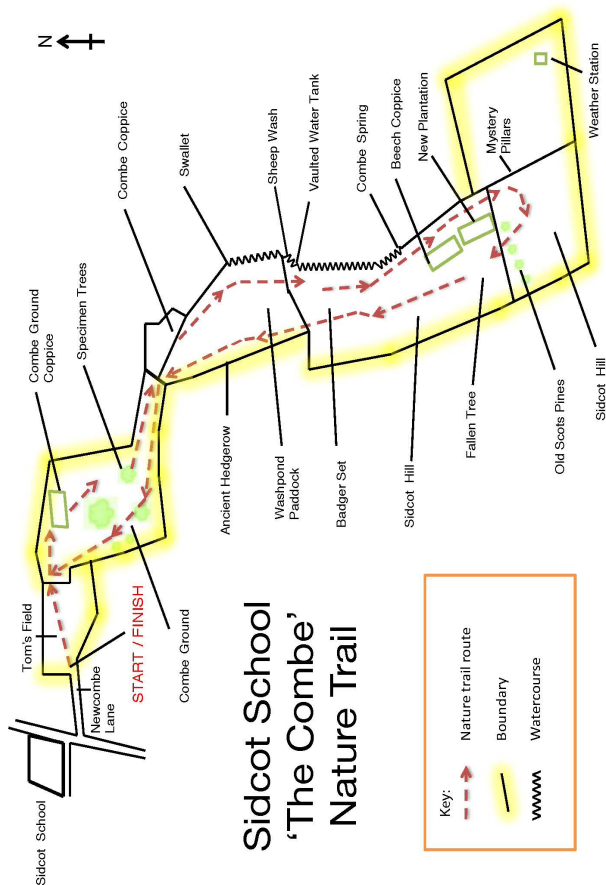 Sidcot School
'The Combe'
Nature Trail
N
Sidcot School
Newcombe
Lane
Tom's Field
START / FINISH
Combe Ground
Combe Ground
Coppice
Specimen Trees
Combe Coppice
Swallet
Sheep Wash
Vaulted Water Tank
Combe Spring
Beech Coppice
New Plantation
Mystery
Pillars
Weather Station
Ancient Hedgerow
Washpond
Paddock
Badger Set
Sidcot Hill
Fallen Tree
Old Scots Pines
Sidcot Hill
Key:
Nature trail route
Boundary
Watercourse